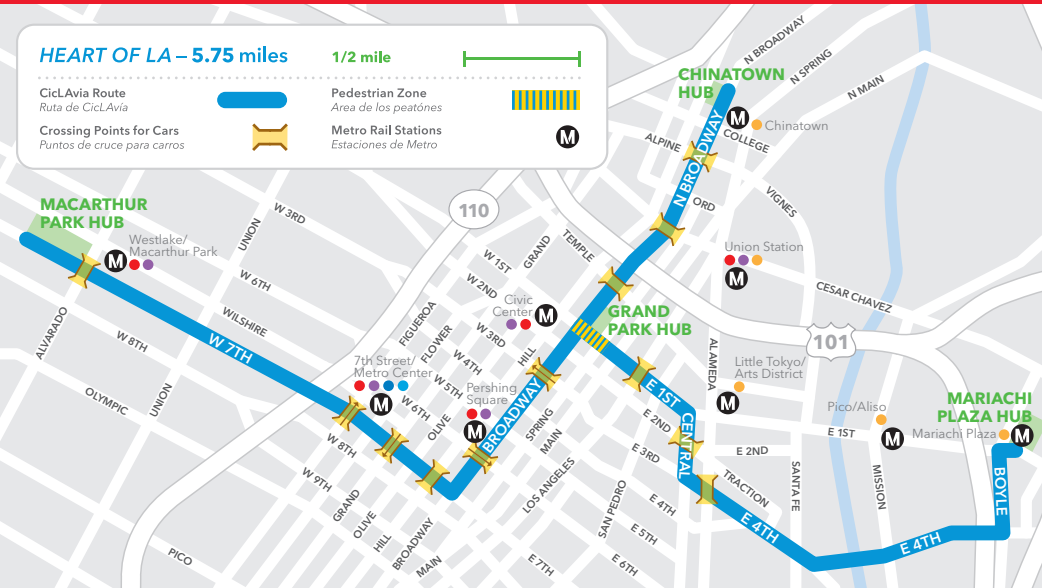 HEART OF LA – 5.75 miles
1/2 mile
CicLAvia Route
Ruta de CicLAvía
Pedestrian Zone
Area de los peatónes
Crossing Points for Cars
Puntos de cruce para carros
Metro Rail Stations
Estaciones de Metro
M
N BROADWAY
N SPRING
N MAIN
CHINATOWN
HUB
M
Chinatown
COLLEGE
ALPINE
N BROADWAY
ORD
VIGNES
MACARTHUR
PARK HUB
Westlake/
Macarthur Park
M
UNION
W 3RD
110
W 6TH
WILSHIRE
ALVARADO
W 8TH
W 7TH
OLYMPIC
UNION
W 1ST
GRAND
TEMPLE
W 2ND
Civic
Center
M
W 3RD
HILL
FIGUEROA
FLOWER
W 4TH
W 5TH
Union Station
M
CESAR CHAVEZ
GRAND
PARK HUB
101
7th Street/
Metro Center
M
W 6TH
OLIVE
Pershing
Square
M
BROADWAY
SPRING
MAIN
ALAMEDA
Little Tokyo/
Arts District
M
E 1ST
E 2ND
CENTRAL
E 3RD
E 2ND
TRACTION
SANTA FE
Pico/Aliso
M
E 1ST
MISSION
MARIACHI
PLAZA HUB
Mariachi Plaza
M
BOYLE
E 4TH
E 4TH
W 8TH
W 9TH
GRAND
OLIVE
HILL
BROADWAY
MAIN
LOS ANGELES
SAN PEDRO
E 4TH
E 5TH
E 6TH
E 7TH
PICO